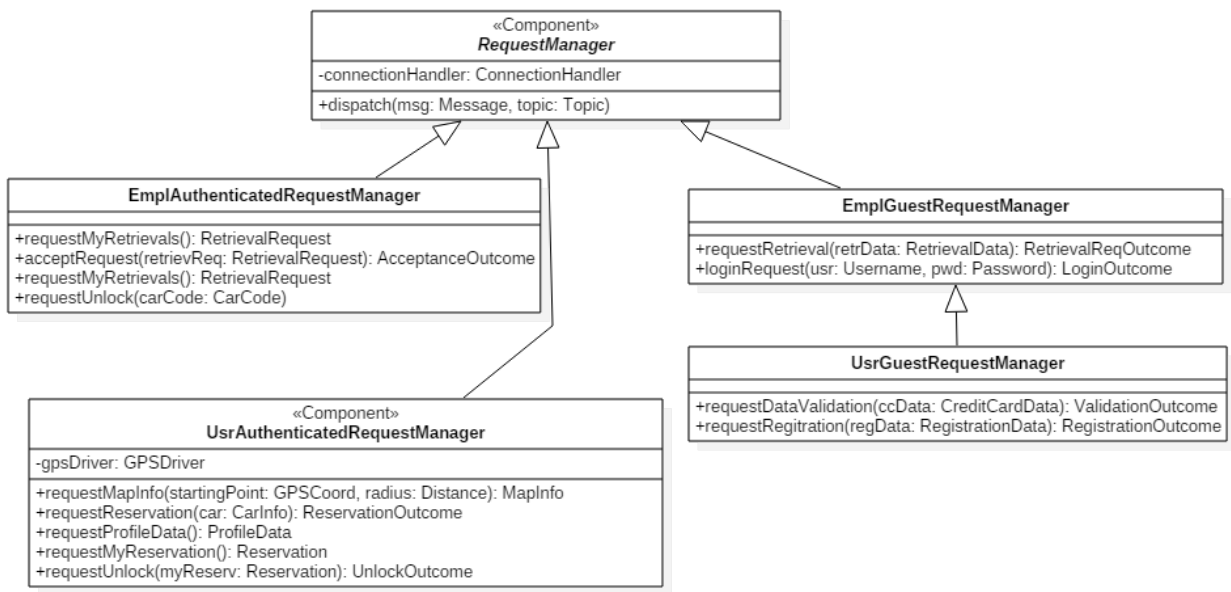 «Component»
RequestManager
-connectionHandler: ConnectionHandler
+dispatch(msg: Message, topic: Topic)
EmplAuthenticatedRequestManager
+requestMyRetrievals(): RetrievalRequest
+acceptRequest(retrievReq: RetrievalRequest): AcceptanceOutcome
+requestMyRetrievals(): RetrievalRequest
+requestUnlock(carCode: CarCode)
EmplGuestRequestManager
+requestRetrieval(retrData: RetrievalData): RetrievalReqOutcome
+loginRequest(usr: Username, pwd: Password): LoginOutcome
UsrGuestRequestManager
+requestDataValidation(ccData: CreditCardData): ValidationOutcome
+requestRegitration(regData: RegistrationData): RegistrationOutcome
«Component»
UsrAuthenticatedRequestManager
-gpsDriver: GPSDriver
+requestMapInfo(startingPoint: GPSCoord, radius: Distance): MapInfo
+requestReservation(car: CarInfo): ReservationOutcome
+requestProfileData(): ProfileData
+requestMyReservation(): Reservation
+requestUnlock(myReserv: Reservation): UnlockOutcome